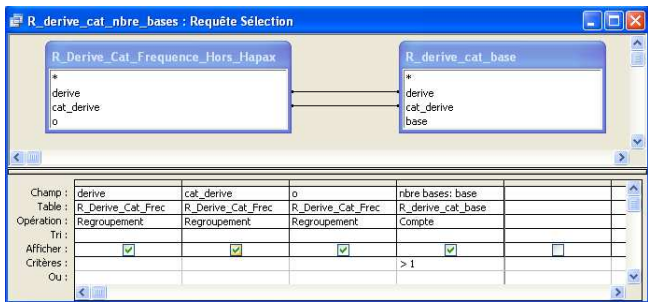 R_derive_cat_nbre_bases : Requête Sélection
R_Derive_Cat_Frequence_Hors_Hapax
*
derive
cat_derive
o
R_derive_cat_base
*
derive
cat_derive
base
Champ : derive cat_derive o nbre bases: base
Table : R_Derive_Cat_Frec R_Derive_Cat_Frec R_Derive_Cat_Frec R_derive_cat_base
Opération : Regroupement Regroupement Regroupement Compte
Tri :
Afficher :
Critères : > 1
Ou :